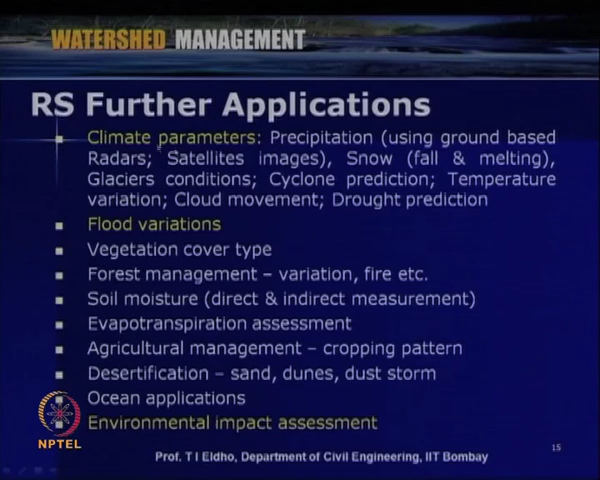 WATERSHED MANAGEMENT
RS Further Applications
Climate parameters: Precipitation (using ground based
Radars; Satellites images), Snow (fall & melting),
Glaciers conditions; Cyclone prediction; Temperature
variation; Cloud movement; Drought prediction
Flood variations
Vegetation cover type
Forest management – variation, fire etc.
Soil moisture (direct & indirect measurement)
Evapotranspiration assessment
Agricultural management – cropping pattern
Desertification – sand, dunes, dust storm
Ocean applications
Environmental impact assessment
NPTEL
Prof. T I Eldho, Department of Civil Engineering, IIT Bombay
15